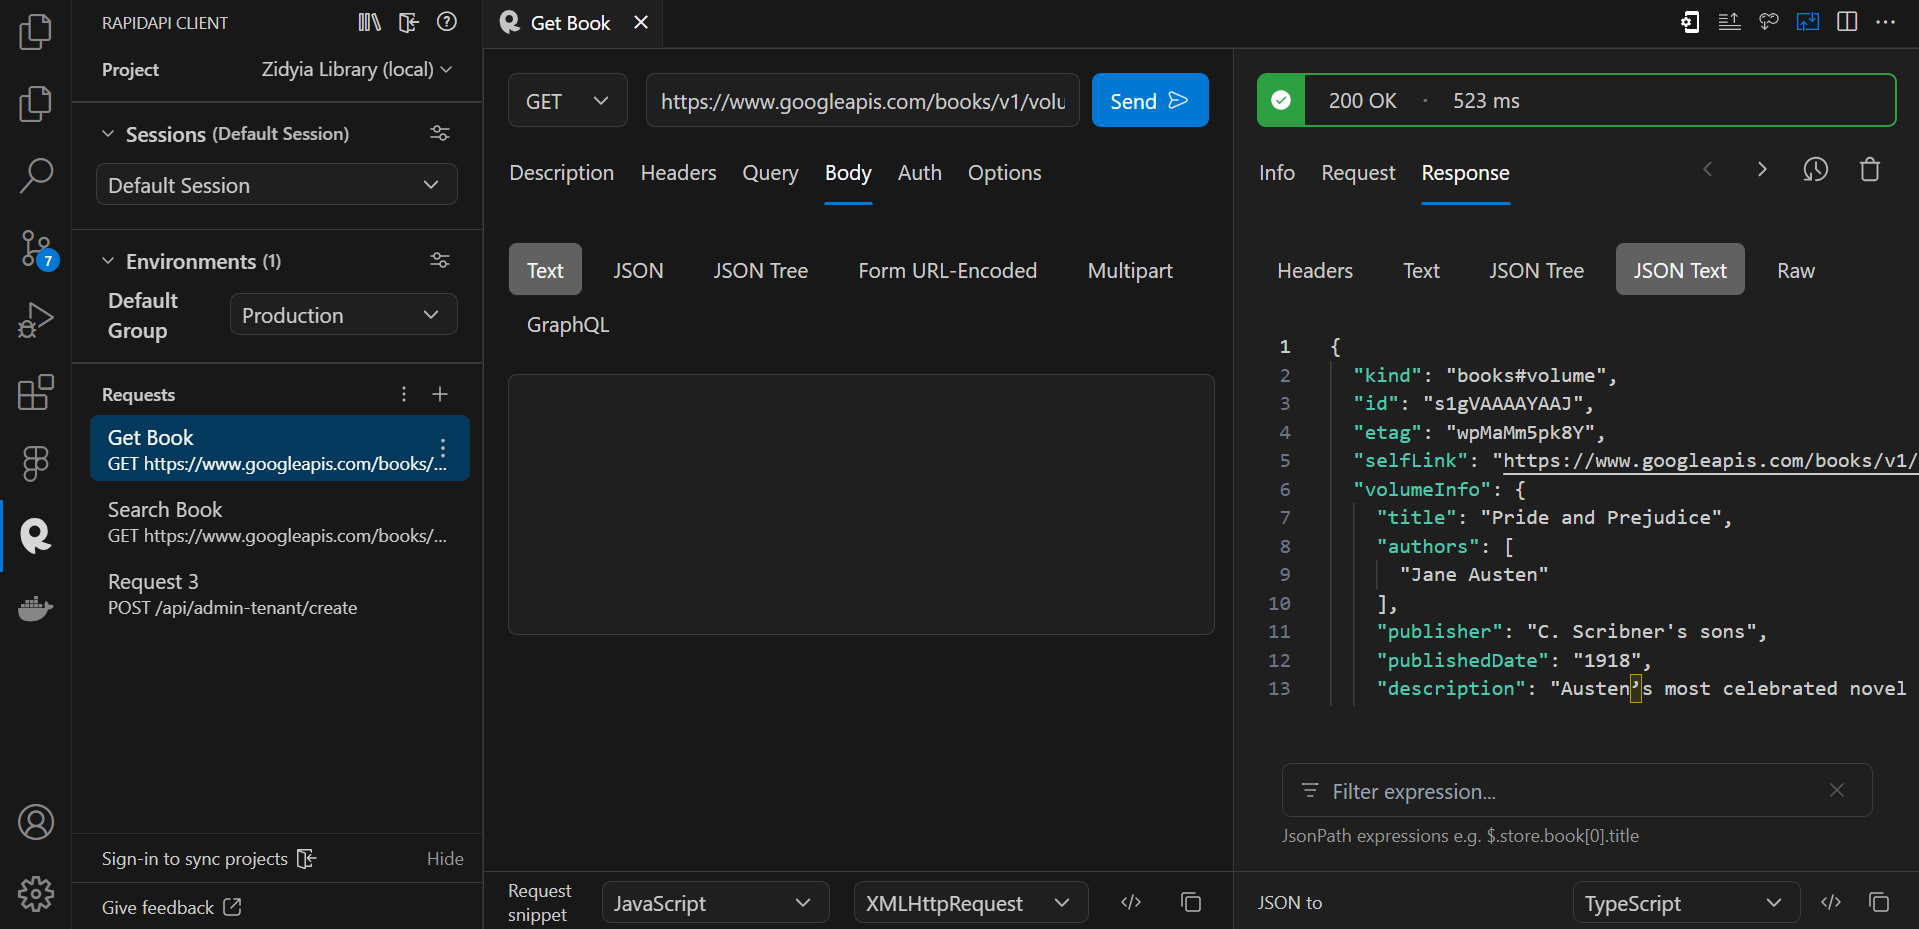 RAPIDAPI CLIENT
Project
Zidyia Library (local)
Sessions (Default Session)
Default Session
Environments (1)
Default
Group
Production
Requests
Get Book
GET https://www.googleapis.com/books/...
Search Book
GET https://www.googleapis.com/books/...
Request 3
POST /api/admin-tenant/create
Sign-in to sync projects
Hide
Give feedback
7
Get Book
GET
https://www.googleapis.com/books/v1/volu
Send
Description Headers Query Body Auth Options
Text JSON JSON Tree Form URL-Encoded Multipart
GraphQL
Request
snippet
JavaScript
XMLHttpRequest
200 OK · 523 ms
Info Request Response
Headers Text JSON Tree JSON Text Raw
1 {
2 "kind": "books#volume",
3 "id": "s1gVAAAAYAAJ",
4 "etag": "wpMaMm5pk8Y",
5 "selfLink": "https://www.googleapis.com/books/v1/
6 "volumeInfo": {
7 "title": "Pride and Prejudice",
8 "authors": [
9 "Jane Austen"
10 ],
11 "publisher": "C. Scribner's sons",
12 "publishedDate": "1918",
13 "description": "Austen’s most celebrated novel
Filter expression...
JsonPath expressions e.g. $.store.book[0].title
JSON to
TypeScript